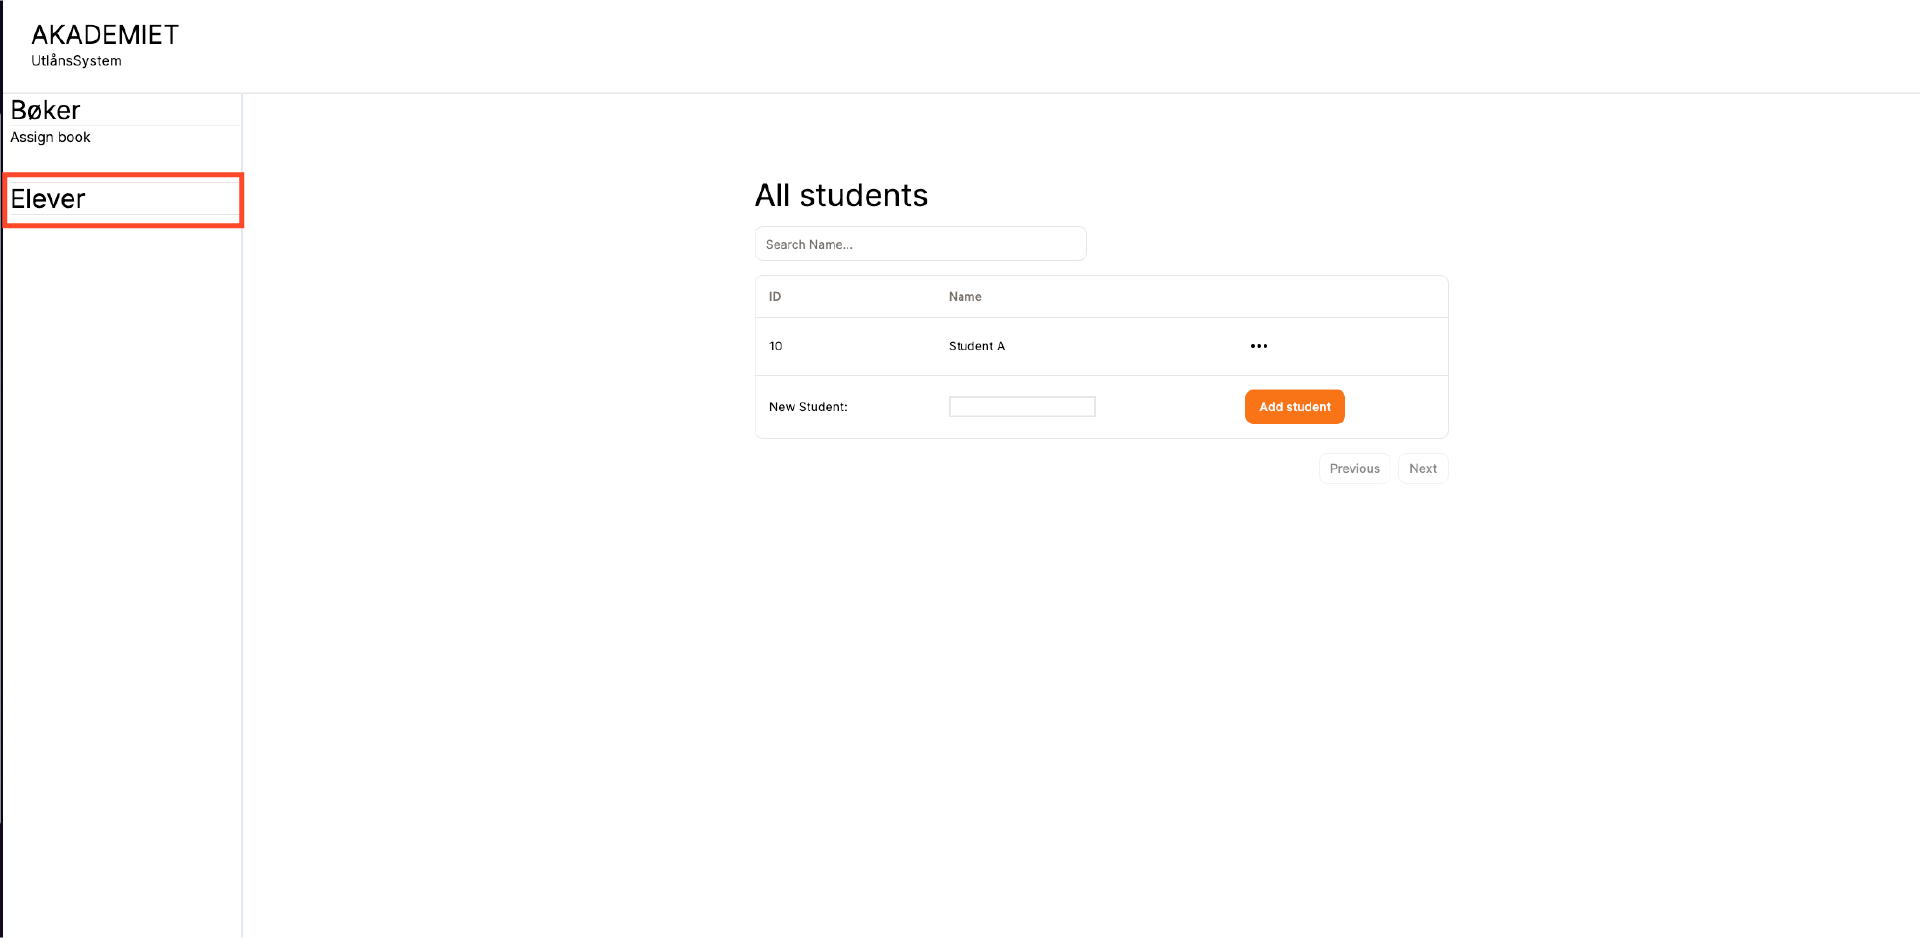 AKADEMIET
UtlånsSystem
Bøker
Assign book
Elever
All students
Search Name...
ID Name
10 Student A •••
New Student: Add student
Previous Next